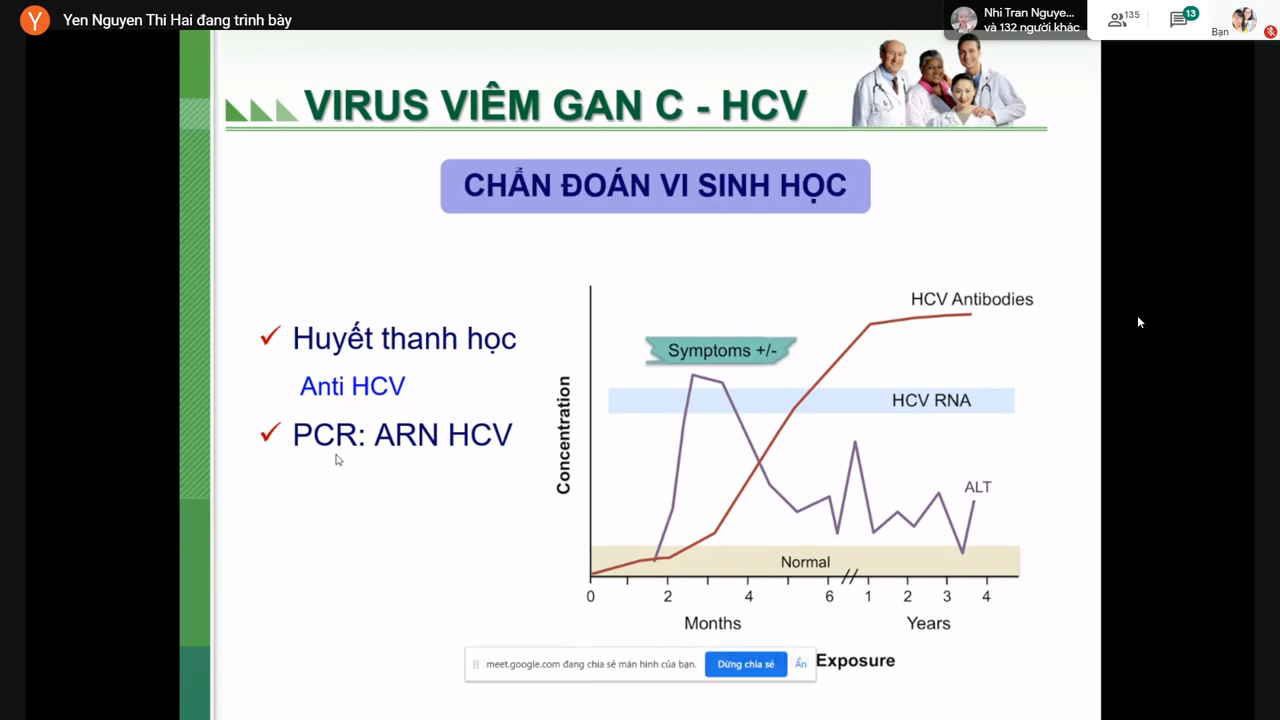 Yen Nguyen Thi Hai đang trình bày
Nhi Tran Nguye...
và 132 người khác
135
13
Bạn
Y
VIRUS VIÊM GAN C - HCV
CHẨN ĐOÁN VI SINH HỌC
Huyết thanh học
Anti HCV
PCR: ARN HCV
HCV Antibodies
Symptoms +/-
HCV RNA
Concentration
ALT
Normal
0 2 4 6 1 2 3 4
Months Years
Exposure
meet.google.com đang chia sẻ màn hình của bạn. Dừng chia sẻ Ẩn